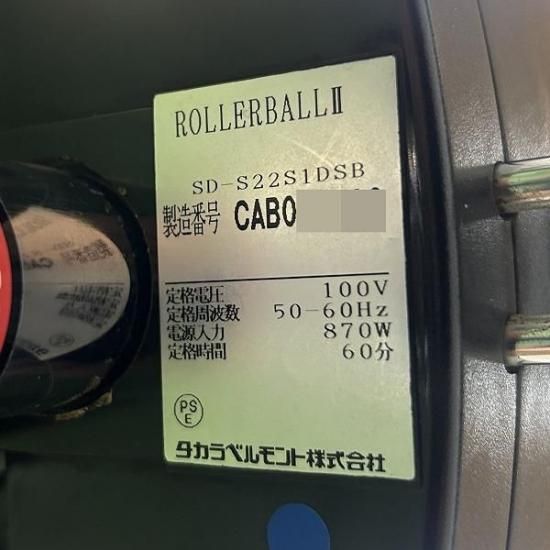 ROLLERBALLⅡ
SD-S22S1DSB
製造番号 CABO
定格電圧 100V
定格周波数 50-60Hz
電源入力 870W
定格時間 60分
PS
E
タカラベルモント株式会社